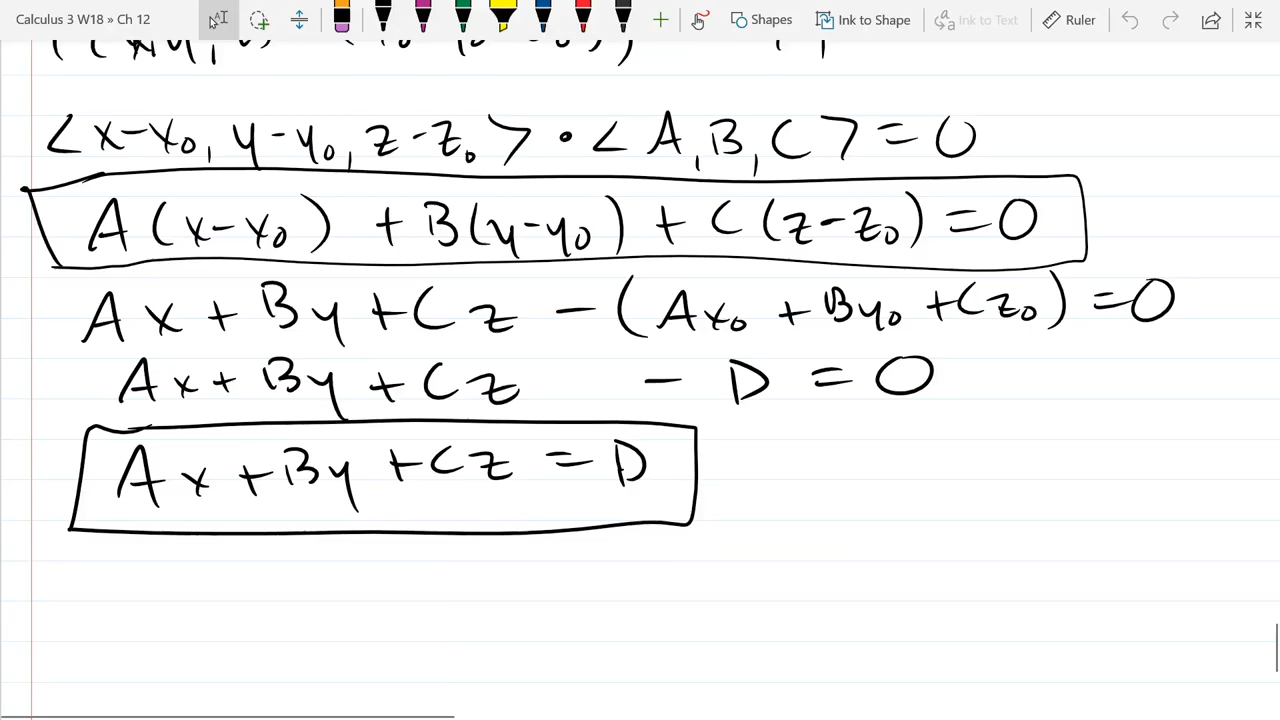 Calculus 3 W18 » Ch 12
Shapes Ink to Shape Ink to Text Ruler
<x-x₀, y-y₀, z-z₀> • <A, B, C> = 0
A(x-x₀) + B(y-y₀) + C(z-z₀) = 0
Ax + By + Cz - (Ax₀ + By₀ + Cz₀) = 0
Ax + By + Cz - D = 0
Ax + By + Cz = D